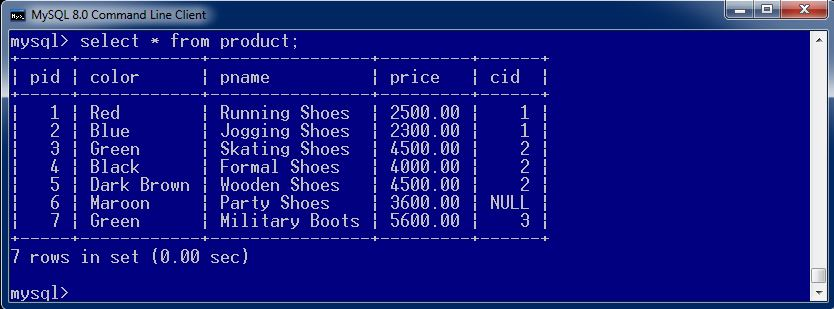 MySQL 8.0 Command Line Client
mysql> select * from product;
+-----+------------+----------------+---------+------+
| pid | color      | pname          | price   | cid  |
+-----+------------+----------------+---------+------+
|   1 | Red        | Running Shoes  | 2500.00 |    1 |
|   2 | Blue       | Jogging Shoes  | 2300.00 |    1 |
|   3 | Green      | Skating Shoes  | 4500.00 |    2 |
|   4 | Black      | Formal Shoes   | 4000.00 |    2 |
|   5 | Dark Brown | Wooden Shoes   | 4500.00 |    2 |
|   6 | Maroon     | Party Shoes    | 3600.00 | NULL |
|   7 | Green      | Military Boots | 5600.00 |    3 |
+-----+------------+----------------+---------+------+
7 rows in set (0.00 sec)
mysql>